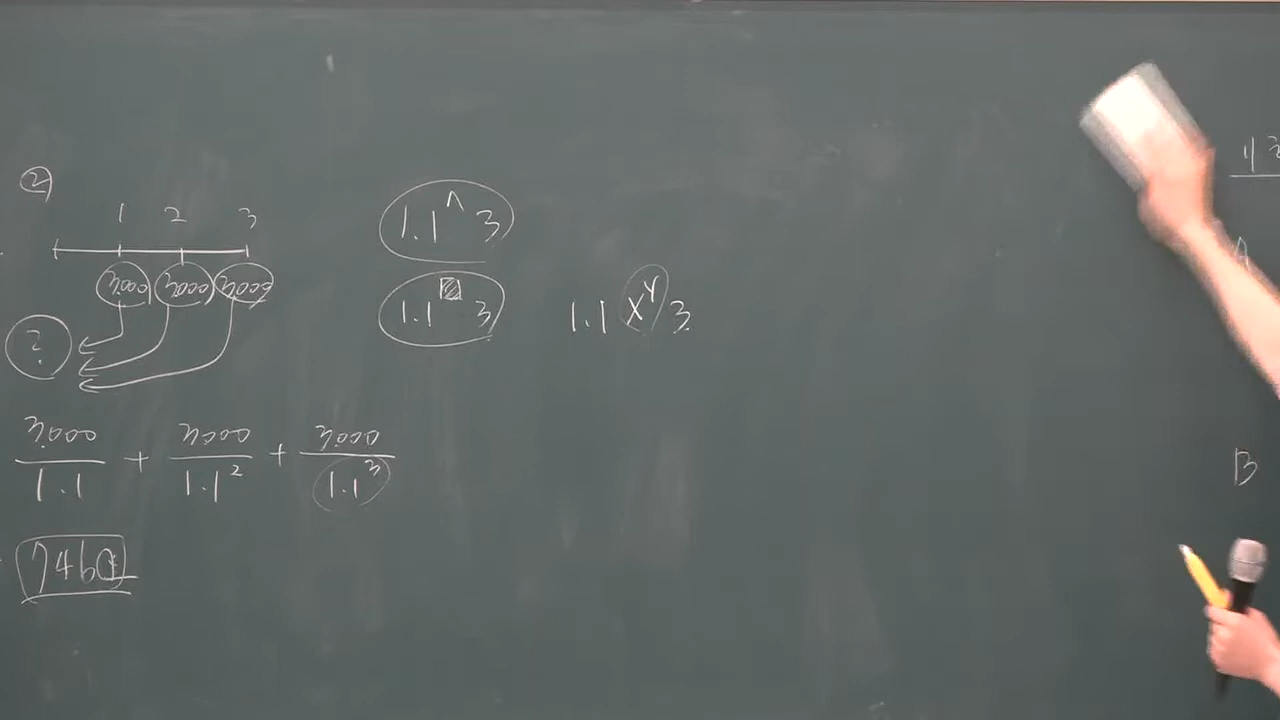 ②
1 2 3
3000 3000 3000
?
3000/1.1 + 3000/1.1² + 3000/1.1³
1.1 ^ 3
1.1 3
1.1 xʸ 3
A
B